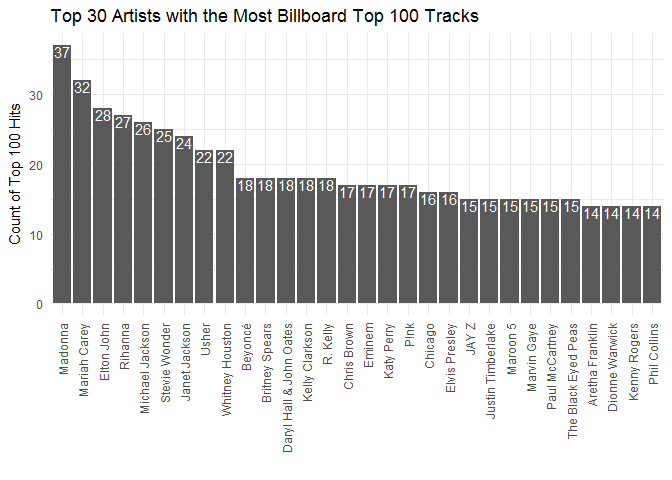 Top 30 Artists with the Most Billboard Top 100 Tracks
Count of Top 100 Hits
30
20
10
0
37
32
28
27
26
25
24
22
22
18
18
18
18
18
17
17
17
17
16
16
15
15
15
15
15
15
14
14
14
14
Madonna
Mariah Carey
Elton John
Rihanna
Michael Jackson
Stevie Wonder
Janet Jackson
Usher
Whitney Houston
Beyoncé
Britney Spears
Daryl Hall & John Oates
Kelly Clarkson
R. Kelly
Chris Brown
Eminem
Katy Perry
P!nk
Chicago
Elvis Presley
JAY Z
Justin Timberlake
Maroon 5
Marvin Gaye
Paul McCartney
The Black Eyed Peas
Aretha Franklin
Dionne Warwick
Kenny Rogers
Phil Collins